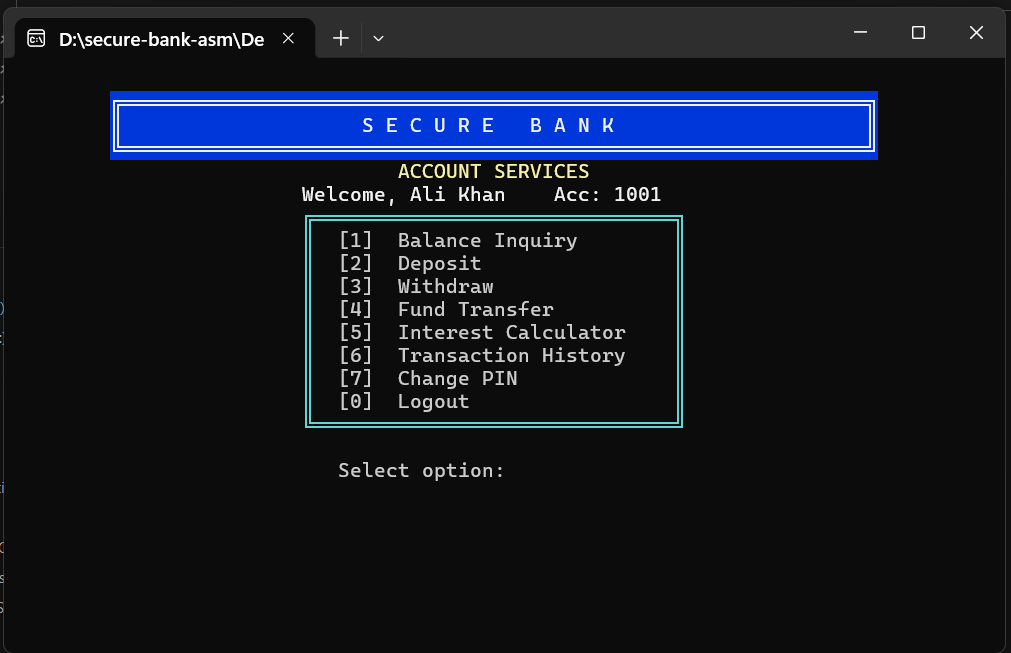 D:\secure-bank-asm\De
S E C U R E   B A N K
ACCOUNT SERVICES
Welcome, Ali Khan    Acc: 1001
[1]  Balance Inquiry
[2]  Deposit
[3]  Withdraw
[4]  Fund Transfer
[5]  Interest Calculator
[6]  Transaction History
[7]  Change PIN
[0]  Logout
Select option: